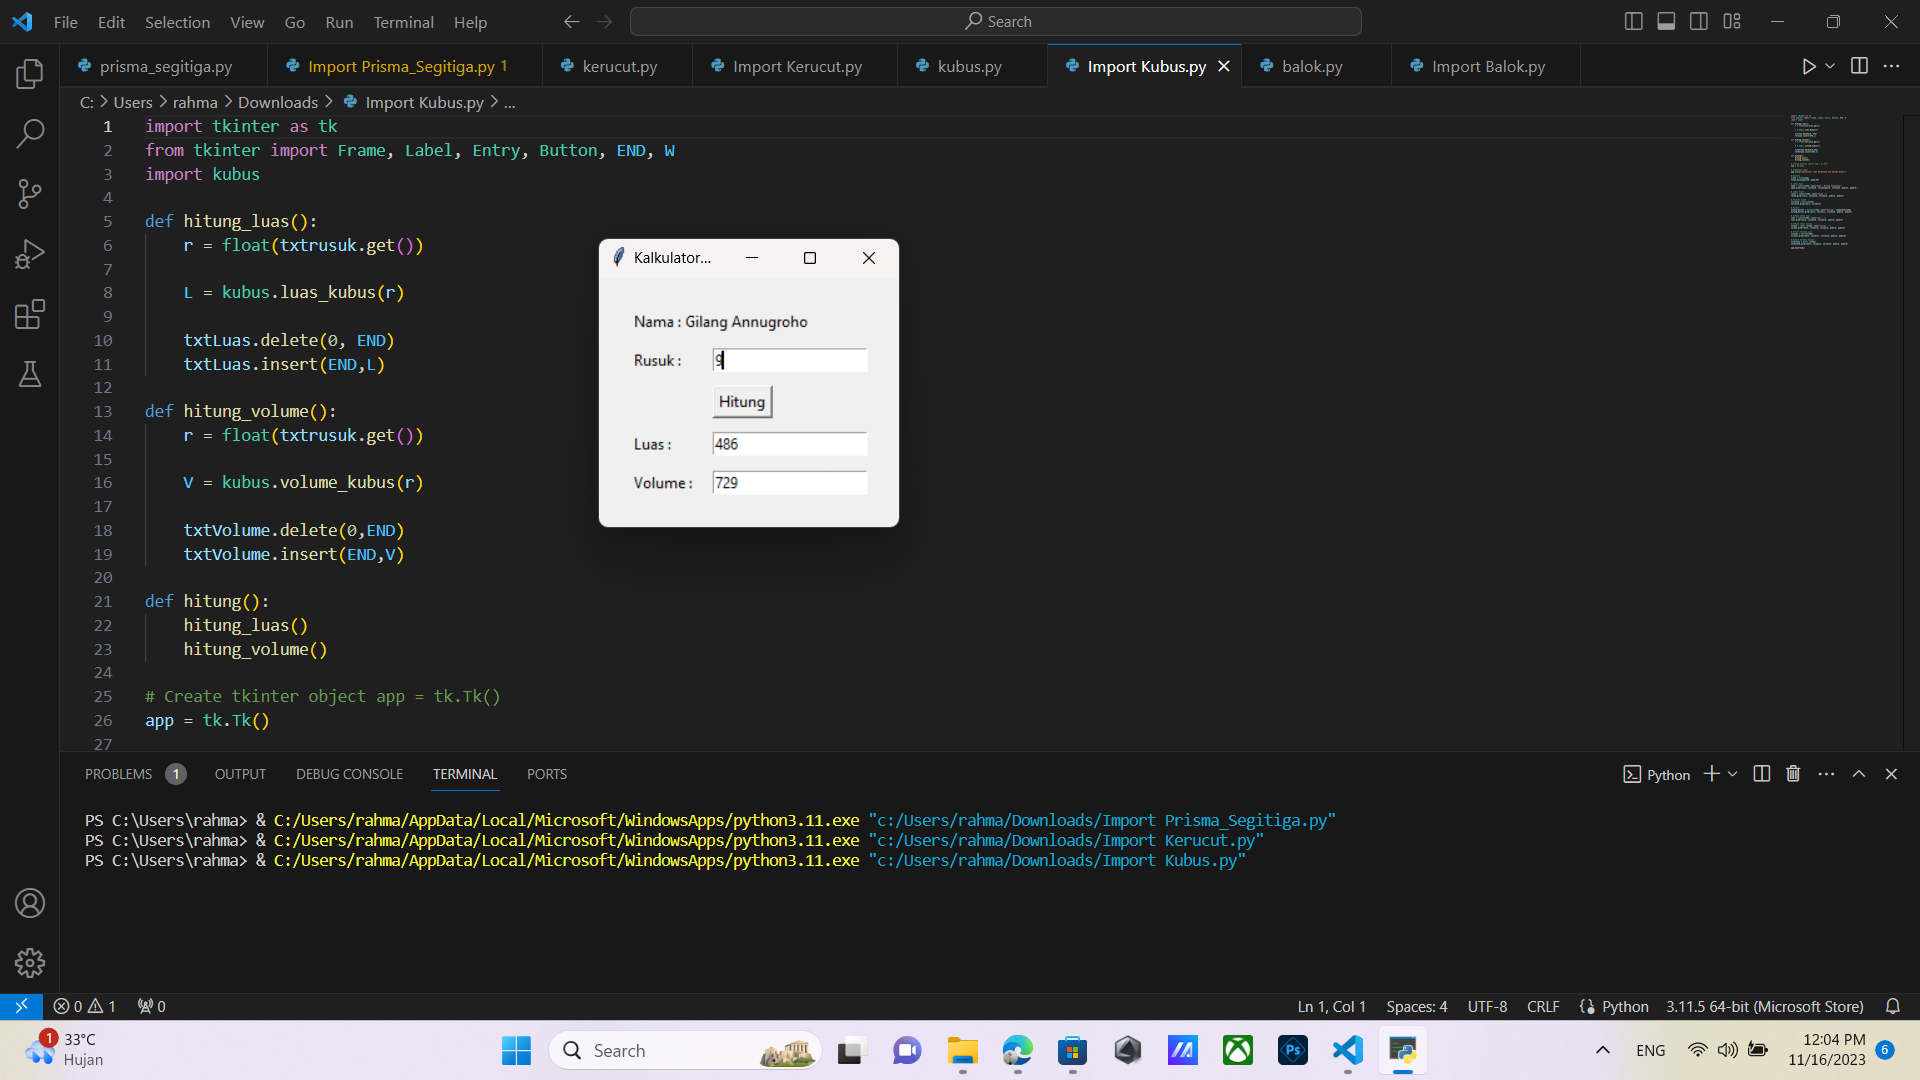 File Edit Selection View Go Run Terminal Help
Search
prisma_segitiga.py
Import Prisma_Segitiga.py 1
kerucut.py
Import Kerucut.py
kubus.py
Import Kubus.py
balok.py
Import Balok.py
C: > Users > rahma > Downloads > Import Kubus.py > ...
1 import tkinter as tk
2 from tkinter import Frame, Label, Entry, Button, END, W
3 import kubus
4
5 def hitung_luas():
6     r = float(txtrusuk.get())
7
8     L = kubus.luas_kubus(r)
9
10     txtLuas.delete(0, END)
11     txtLuas.insert(END,L)
12
13 def hitung_volume():
14     r = float(txtrusuk.get())
15
16     V = kubus.volume_kubus(r)
17
18     txtVolume.delete(0,END)
19     txtVolume.insert(END,V)
20
21 def hitung():
22     hitung_luas()
23     hitung_volume()
24
25 # Create tkinter object app = tk.Tk()
26 app = tk.Tk()
27
Kalkulator...
Nama : Gilang Annugroho
Rusuk : 9
Hitung
Luas : 486
Volume : 729
PROBLEMS 1 OUTPUT DEBUG CONSOLE TERMINAL PORTS
Python
PS C:\Users\rahma> & C:/Users/rahma/AppData/Local/Microsoft/WindowsApps/python3.11.exe "c:/Users/rahma/Downloads/Import Prisma_Segitiga.py"
PS C:\Users\rahma> & C:/Users/rahma/AppData/Local/Microsoft/WindowsApps/python3.11.exe "c:/Users/rahma/Downloads/Import Kerucut.py"
PS C:\Users\rahma> & C:/Users/rahma/AppData/Local/Microsoft/WindowsApps/python3.11.exe "c:/Users/rahma/Downloads/Import Kubus.py"
0 1 0
Ln 1, Col 1 Spaces: 4 UTF-8 CRLF Python 3.11.5 64-bit (Microsoft Store)
1
33°C
Hujan
Search
Ps
ENG
12:04 PM
11/16/2023
6